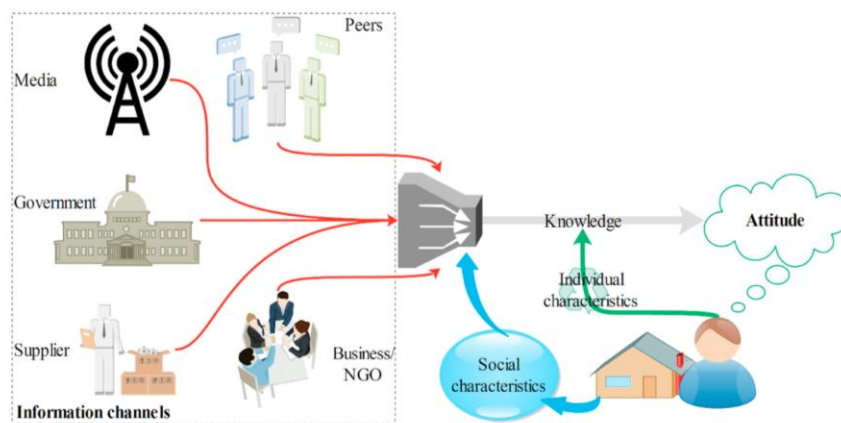 Peers
Media
Government
Knowledge
Attitude
Individual
characteristics
Supplier
Business/
NGO
Social
characteristics
Information channels